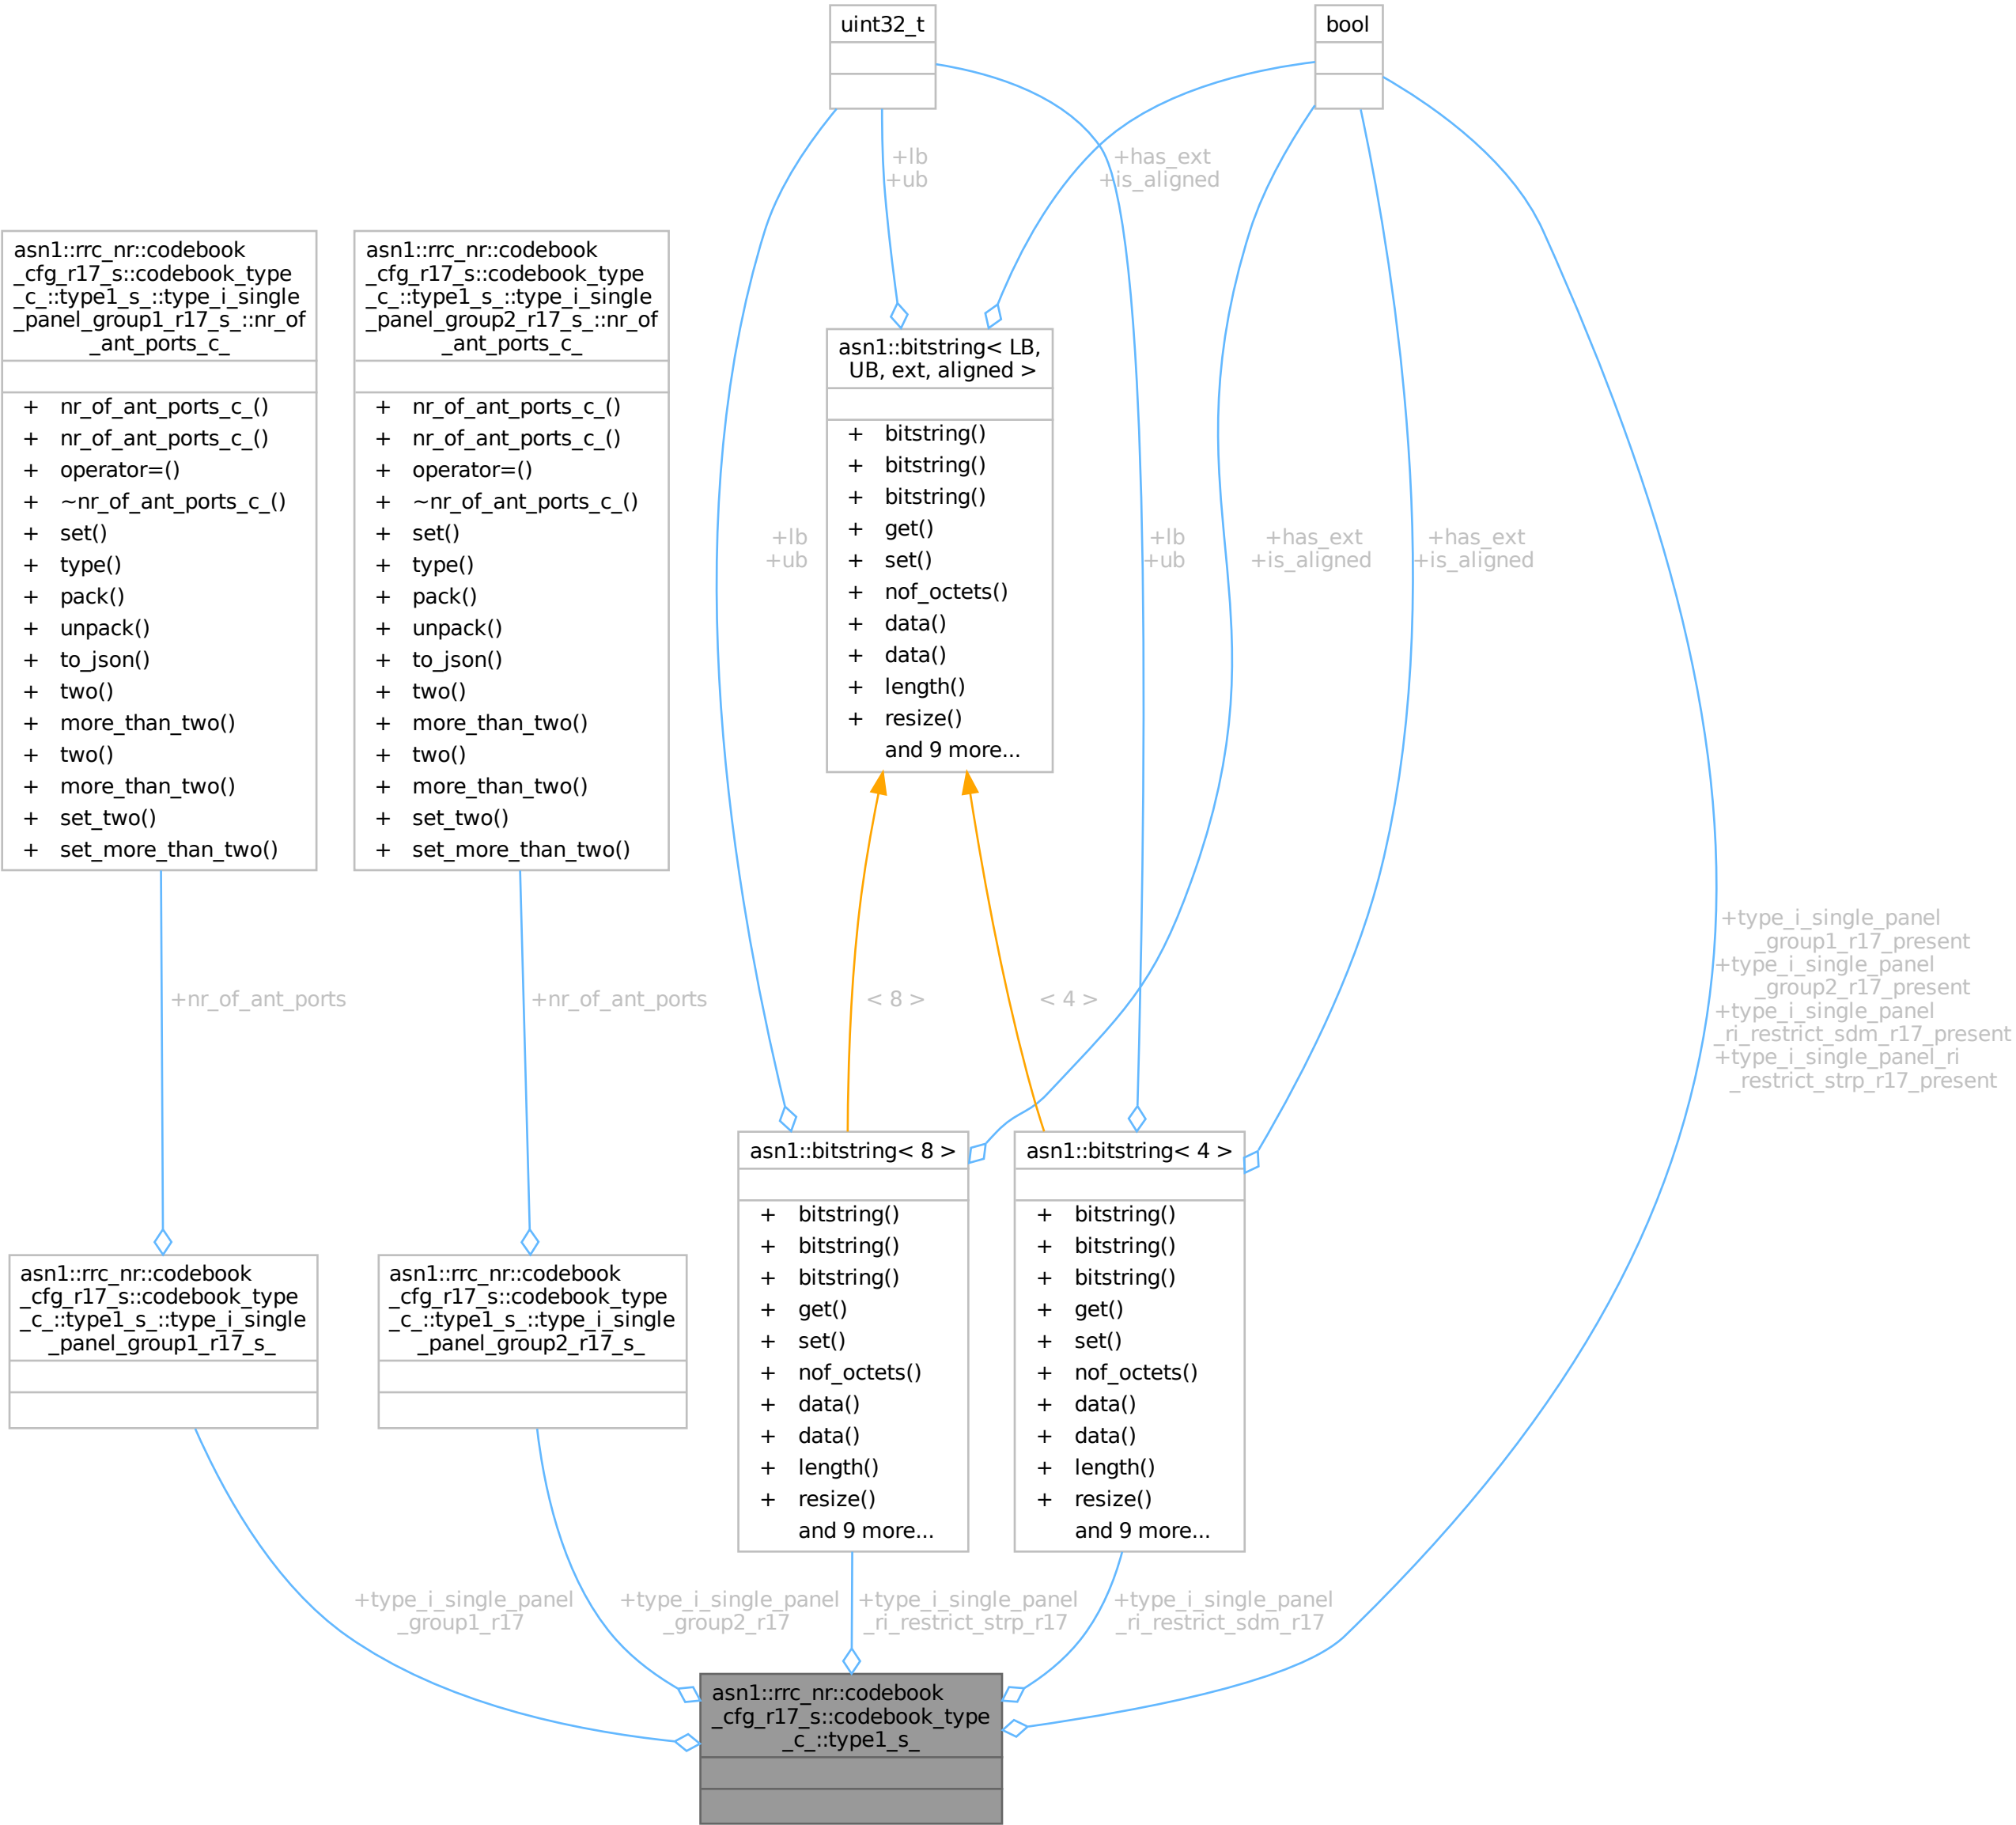 uint32_t
bool
+lb
+ub
+has_ext
+is_aligned
asn1::rrc_nr::codebook
_cfg_r17_s::codebook_type
_c_::type1_s_::type_i_single
_panel_group1_r17_s_::nr_of
_ant_ports_c_
+ nr_of_ant_ports_c_()
+ nr_of_ant_ports_c_()
+ operator=()
+ ~nr_of_ant_ports_c_()
+ set()
+ type()
+ pack()
+ unpack()
+ to_json()
+ two()
+ more_than_two()
+ two()
+ more_than_two()
+ set_two()
+ set_more_than_two()
asn1::rrc_nr::codebook
_cfg_r17_s::codebook_type
_c_::type1_s_::type_i_single
_panel_group2_r17_s_::nr_of
_ant_ports_c_
+ nr_of_ant_ports_c_()
+ nr_of_ant_ports_c_()
+ operator=()
+ ~nr_of_ant_ports_c_()
+ set()
+ type()
+ pack()
+ unpack()
+ to_json()
+ two()
+ more_than_two()
+ two()
+ more_than_two()
+ set_two()
+ set_more_than_two()
asn1::bitstring< LB,
UB, ext, aligned >
+ bitstring()
+ bitstring()
+ bitstring()
+ get()
+ set()
+ nof_octets()
+ data()
+ data()
+ length()
+ resize()
and 9 more...
+lb
+ub
+lb
+ub
+has_ext
+is_aligned
+has_ext
+is_aligned
+nr_of_ant_ports
+nr_of_ant_ports
< 8 >
< 4 >
+type_i_single_panel
_group1_r17_present
+type_i_single_panel
_group2_r17_present
+type_i_single_panel
_ri_restrict_sdm_r17_present
+type_i_single_panel_ri
_restrict_strp_r17_present
asn1::rrc_nr::codebook
_cfg_r17_s::codebook_type
_c_::type1_s_::type_i_single
_panel_group1_r17_s_
asn1::rrc_nr::codebook
_cfg_r17_s::codebook_type
_c_::type1_s_::type_i_single
_panel_group2_r17_s_
asn1::bitstring< 8 >
+ bitstring()
+ bitstring()
+ bitstring()
+ get()
+ set()
+ nof_octets()
+ data()
+ data()
+ length()
+ resize()
and 9 more...
asn1::bitstring< 4 >
+ bitstring()
+ bitstring()
+ bitstring()
+ get()
+ set()
+ nof_octets()
+ data()
+ data()
+ length()
+ resize()
and 9 more...
+type_i_single_panel
_group1_r17
+type_i_single_panel
_group2_r17
+type_i_single_panel
_ri_restrict_strp_r17
+type_i_single_panel
_ri_restrict_sdm_r17
asn1::rrc_nr::codebook
_cfg_r17_s::codebook_type
_c_::type1_s_